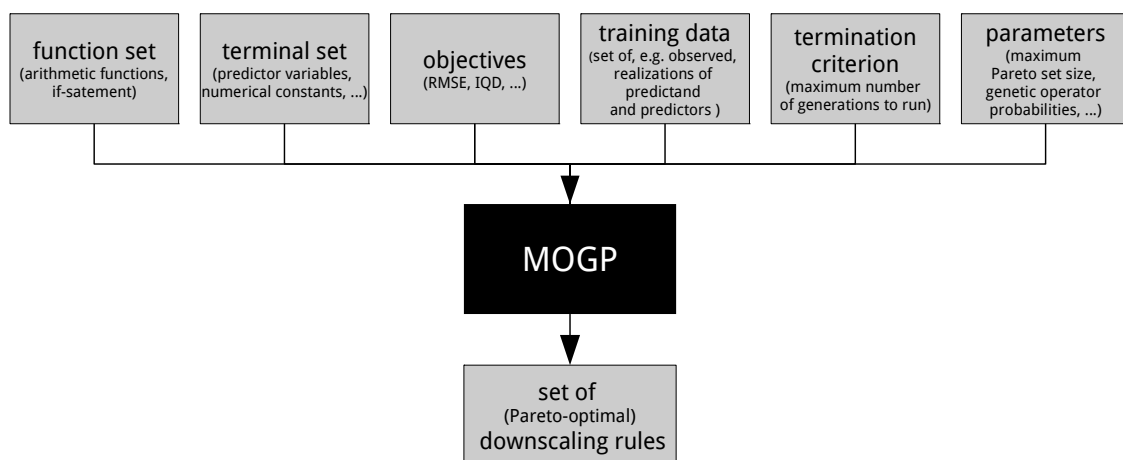 function set
(arithmetic functions,
if-satement)
terminal set
(predictor variables,
numerical constants, ...)
objectives
(RMSE, IQD, ...)
training data
(set of, e.g. observed,
realizations of
predictand
and predictors )
termination
criterion
(maximum number
of generations to run)
parameters
(maximum
Pareto set size,
genetic operator
probabilities, ...)
MOGP
set of
(Pareto-optimal)
downscaling rules